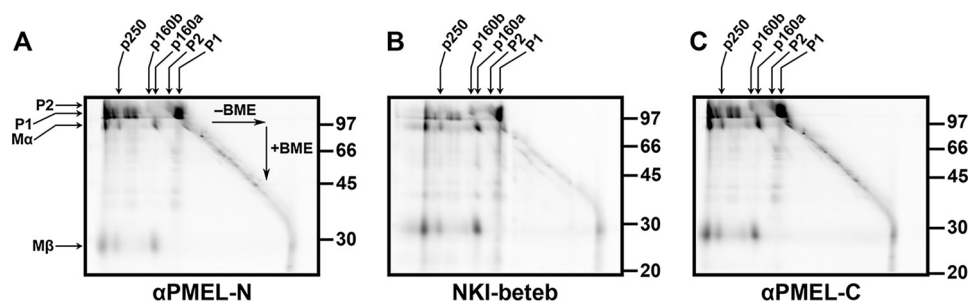 A
p250
p160b
p160a
P2
P1
P2
P1
Mα
Mβ
–BME
+BME
97
66
45
30
αPMEL-N
B
p250
p160b
p160a
P2
P1
97
66
45
30
20
NKI-beteb
C
p250
p160b
p160a
P2
P1
97
66
45
30
20
αPMEL-C